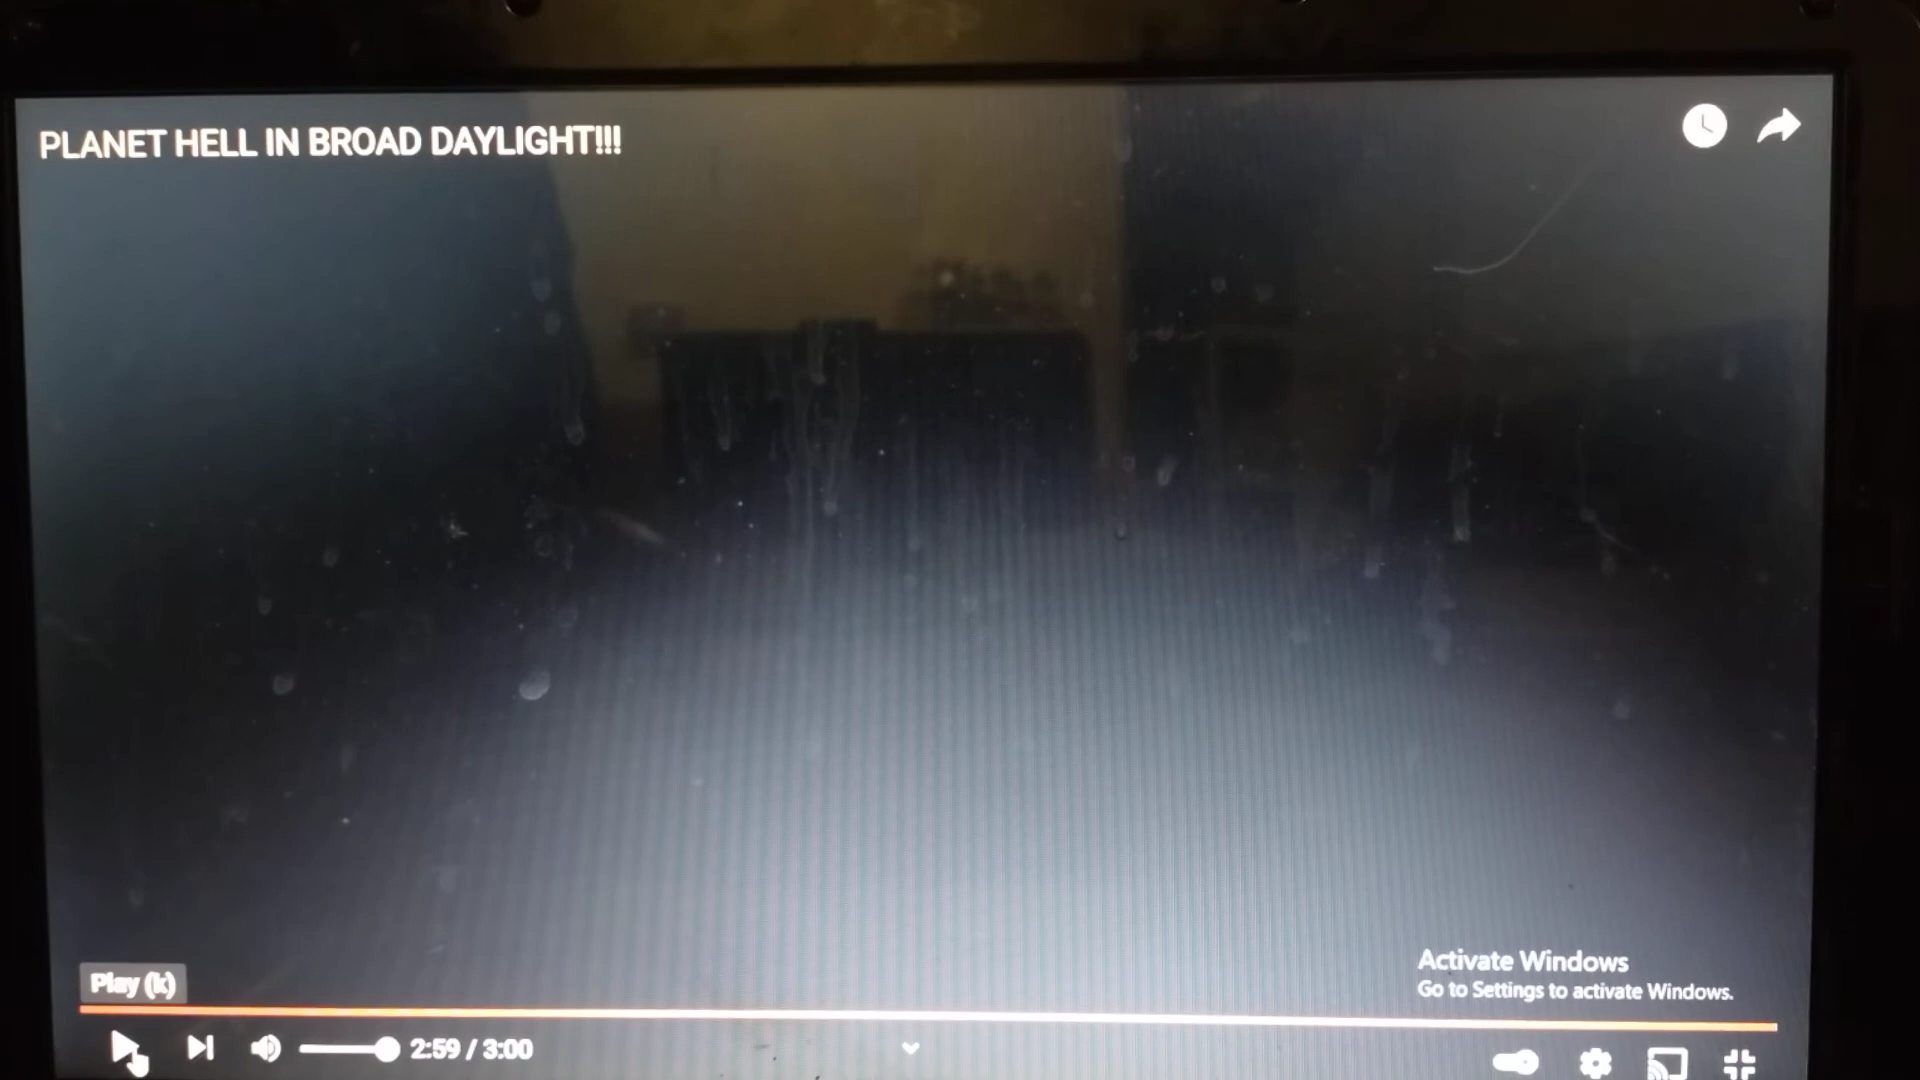 PLANET HELL IN BROAD DAYLIGHT!!!
Activate Windows
Go to Settings to activate Windows.
Play (k)
2:59 / 3:00